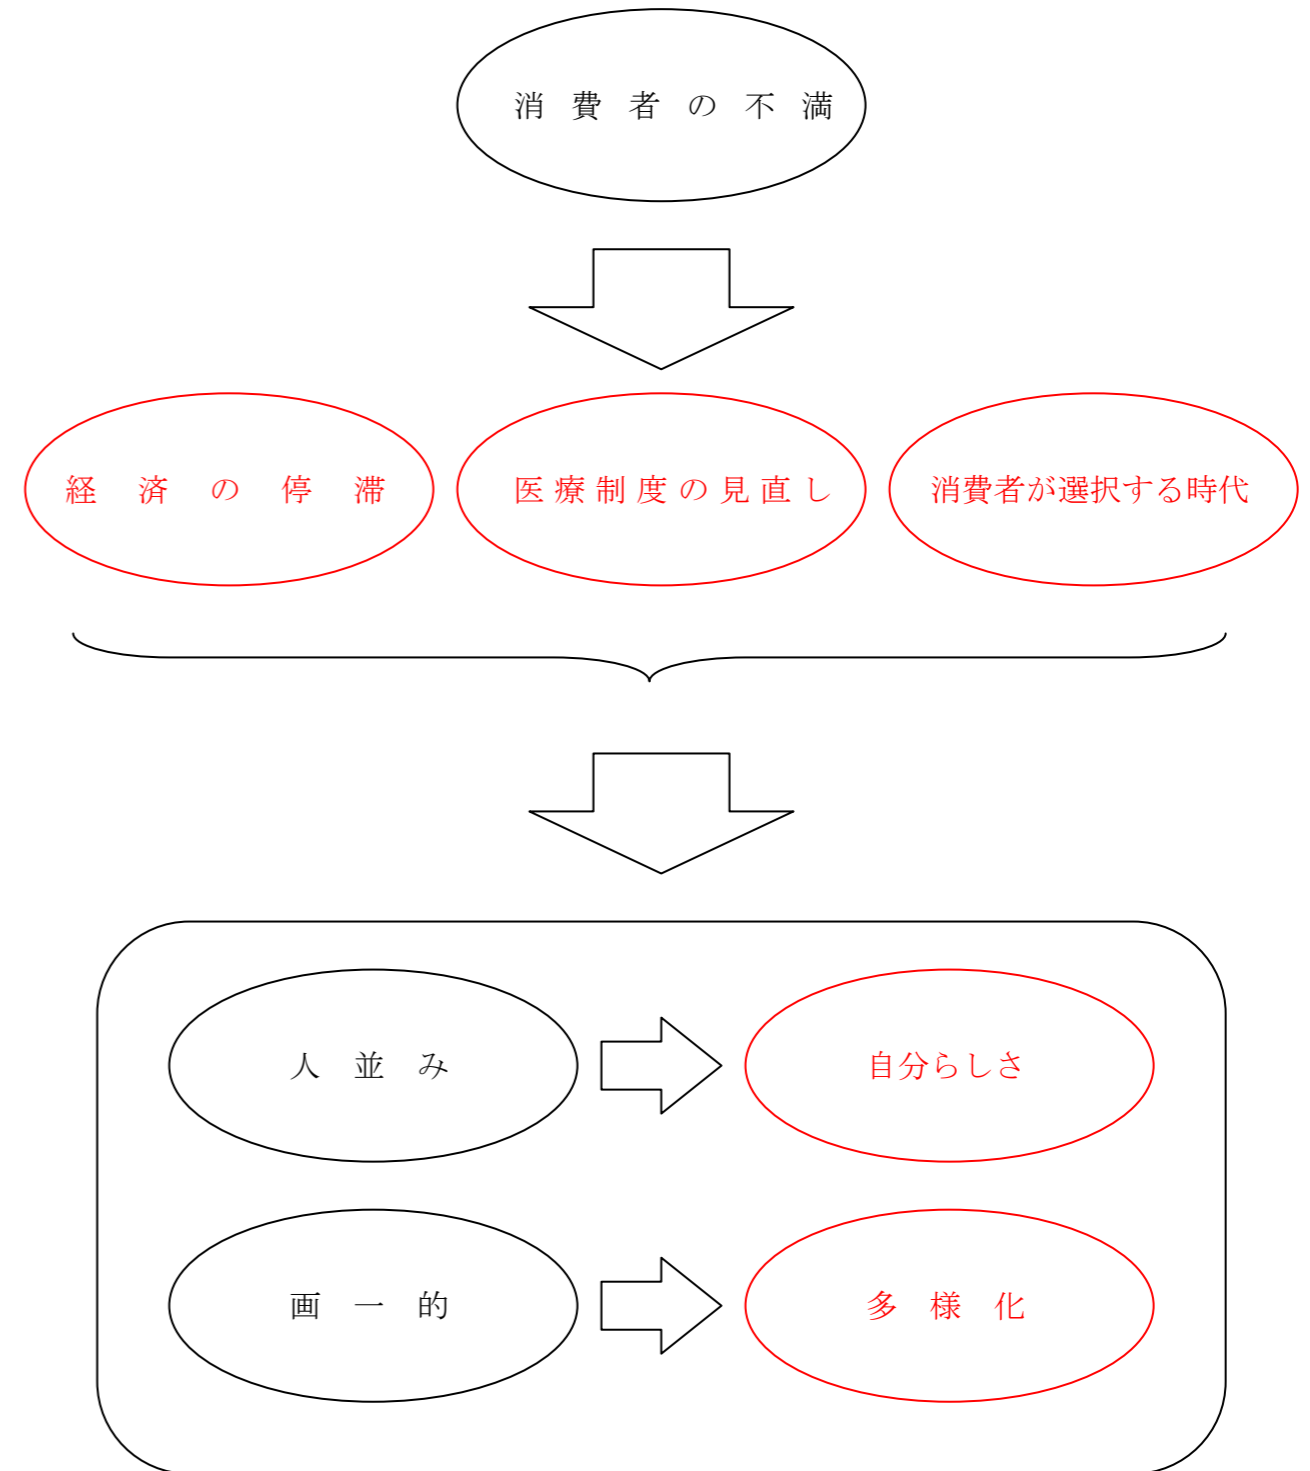 消費者の不満
経済の停滞
医療制度の見直し
消費者が選択する時代
人並み
自分らしさ
画一的
多様化